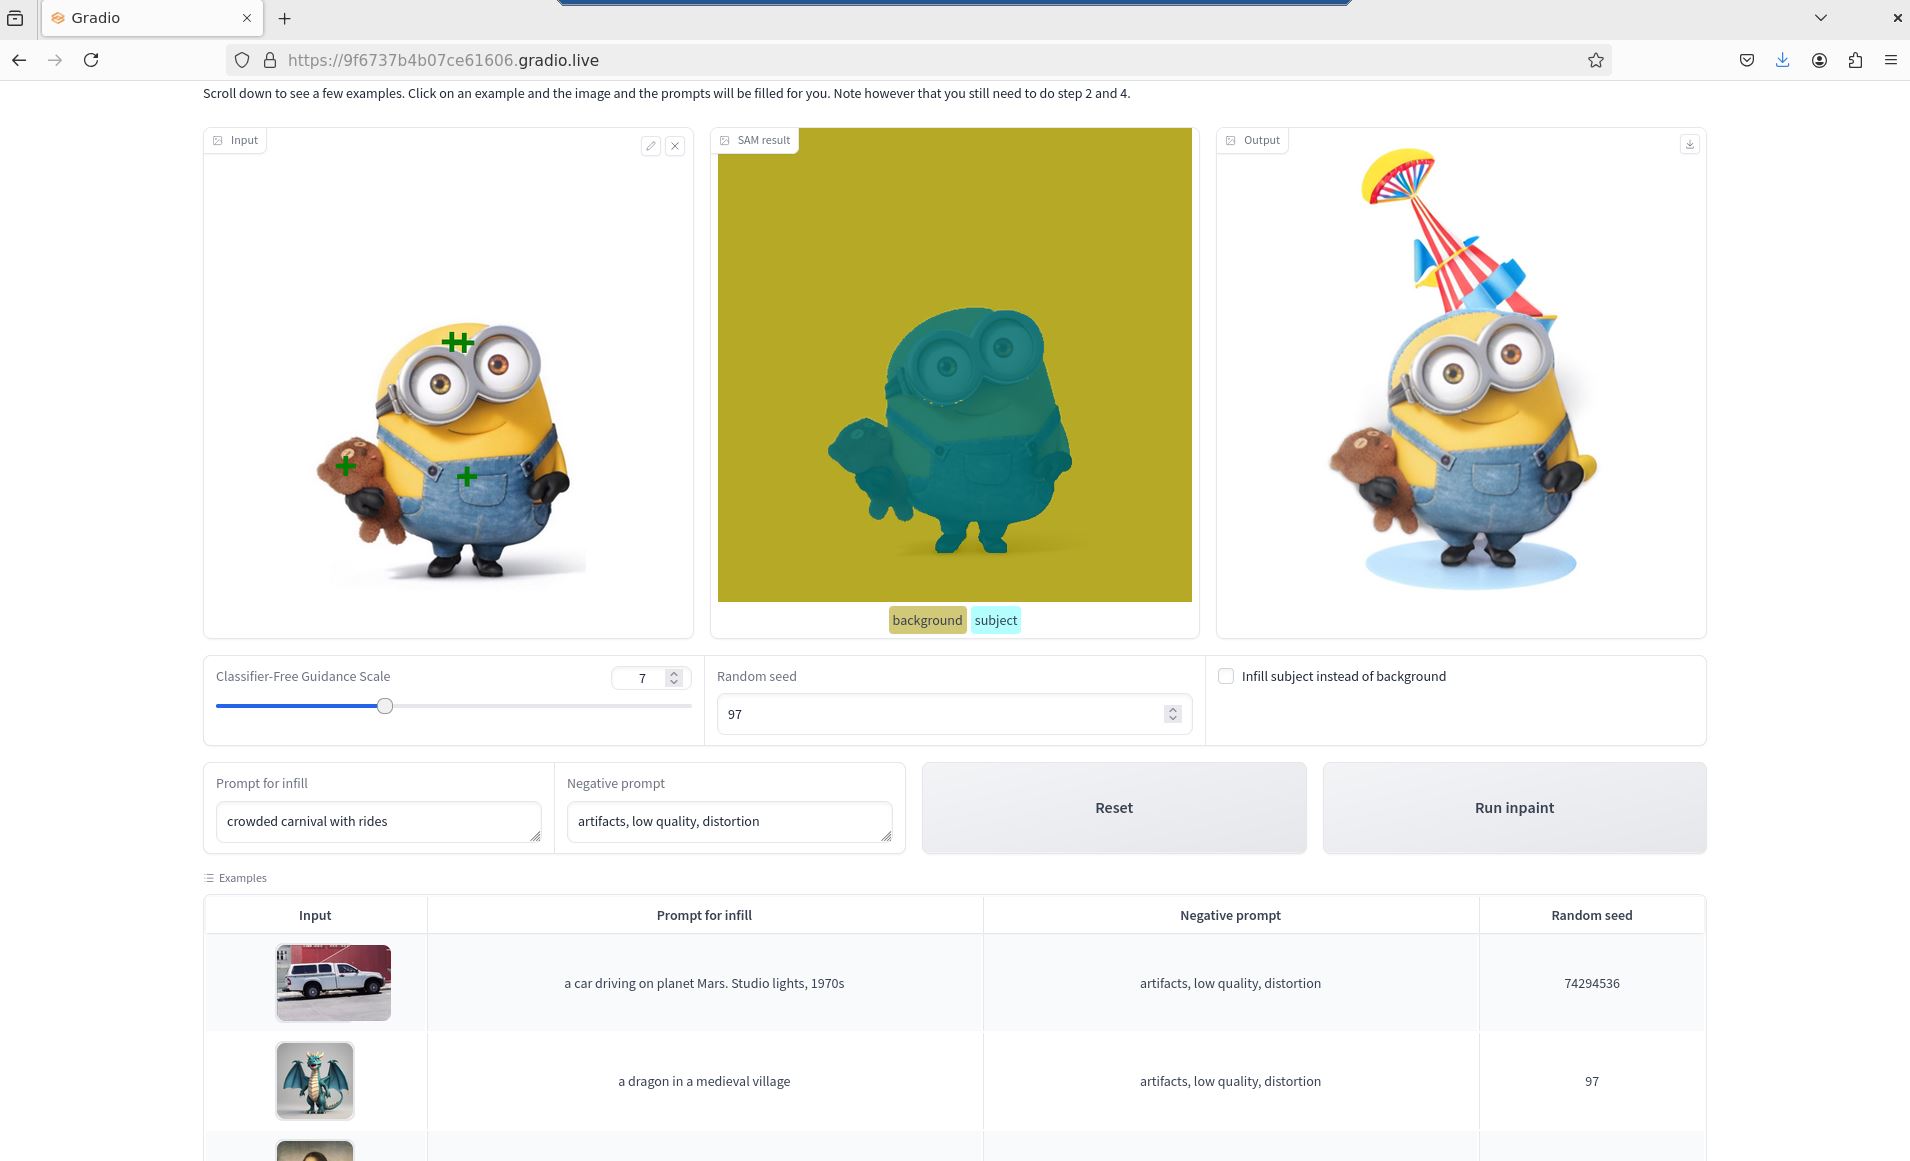 Gradio
https://9f6737b4b07ce61606.gradio.live
Scroll down to see a few examples. Click on an example and the image and the prompts will be filled for you. Note however that you still need to do step 2 and 4.
Input
SAM result
Output
background
subject
Classifier-Free Guidance Scale
7
Random seed
97
Infill subject instead of background
Prompt for infill
crowded carnival with rides
Negative prompt
artifacts, low quality, distortion
Reset
Run inpaint
Examples
Input Prompt for infill Negative prompt Random seed
a car driving on planet Mars. Studio lights, 1970s artifacts, low quality, distortion 74294536
a dragon in a medieval village artifacts, low quality, distortion 97